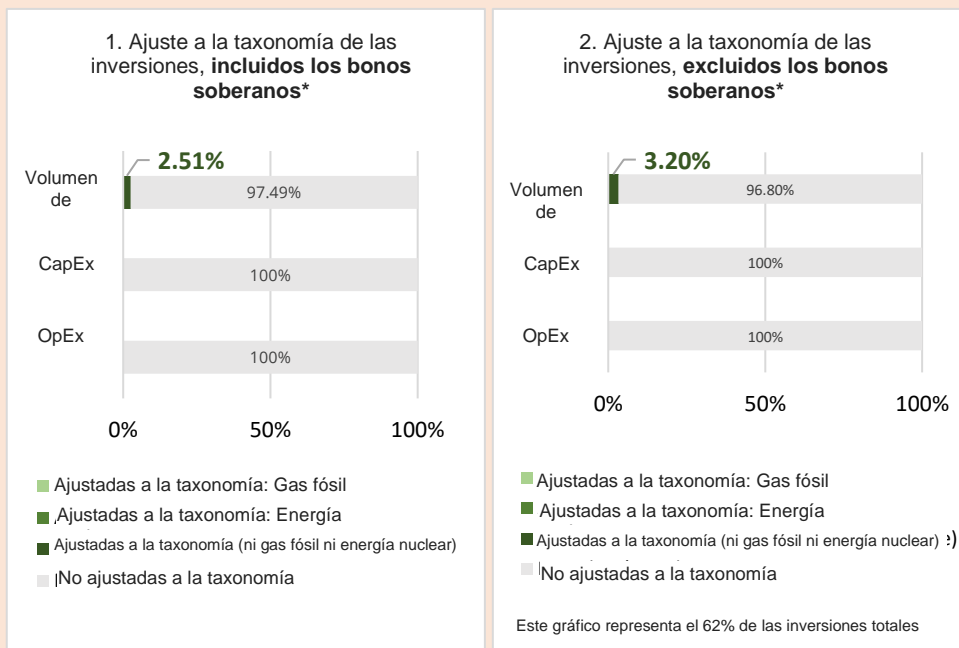 1. Ajuste a la taxonomía de las
inversiones, incluidos los bonos
soberanos*
2.51%
Volumen
de
97.49%
CapEx
100%
OpEx
100%
0%
50%
100%
Ajustadas a la taxonomía: Gas fósil
Ajustadas a la taxonomía: Energía
Ajustadas a la taxonomía (ni gas fósil ni energía nuclear)
No ajustadas a la taxonomía
2. Ajuste a la taxonomía de las
inversiones, excluidos los bonos
soberanos*
3.20%
Volumen
de
96.80%
CapEx
100%
OpEx
100%
0%
50%
100%
Ajustadas a la taxonomía: Gas fósil
Ajustadas a la taxonomía: Energía
Ajustadas a la taxonomía (ni gas fósil ni energía nuclear)
No ajustadas a la taxonomía
Este gráfico representa el 62% de las inversiones totales